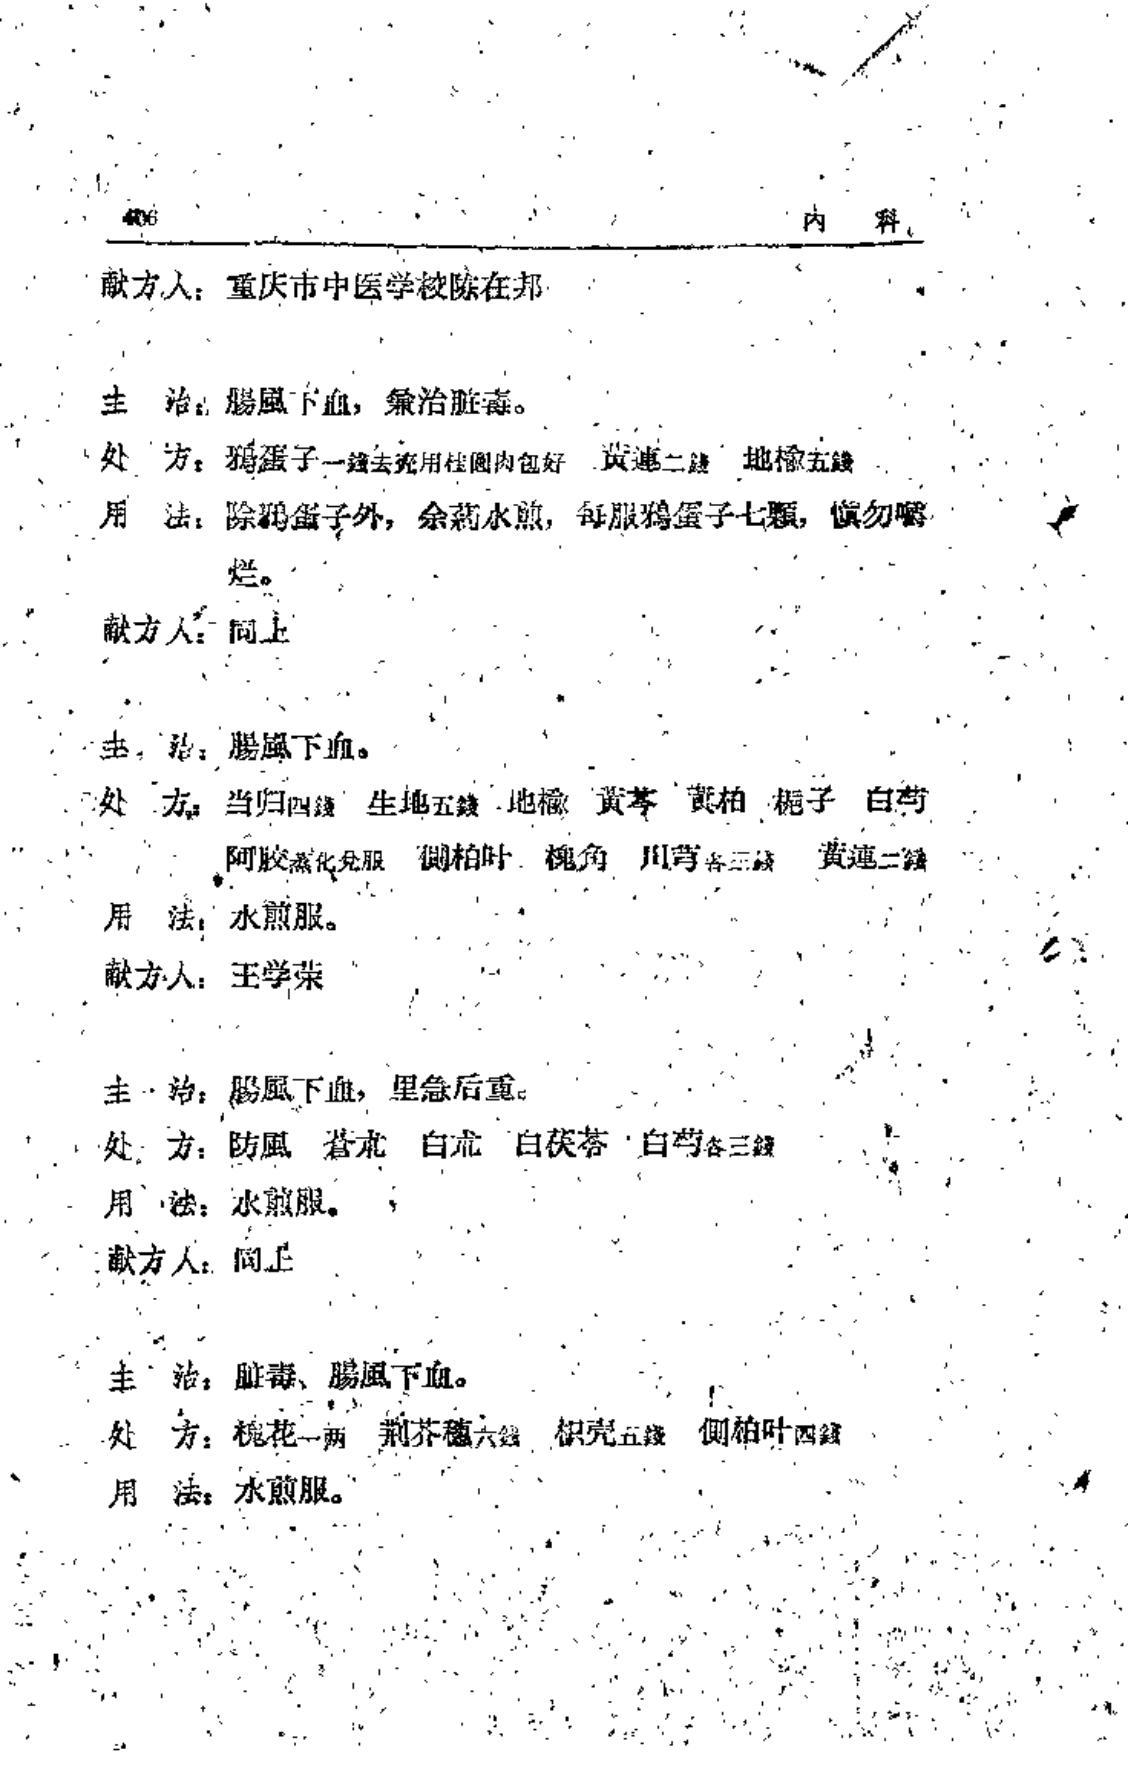 406 内　科
献方人：重庆市中医学校陈在邦
主　治：腸風下血，兼治脏毒。
处　方：鴉蛋子一錢去壳用桂圓肉包好　黄連二錢　地榆五錢
用　法：除鴉蛋子外，余葯水煎，每服鴉蛋子七顆，慎勿嚼
烂。
献方人：同上
主　治：腸風下血。
处　方：当归四錢　生地五錢　地榆　黄芩　黄柏　梔子　白芍
阿胶蒸化兌服　側柏叶　槐角　川芎各三錢　黄連二錢
用　法：水煎服。
献方人：王学荣
主　治：腸風下血，里急后重。
处　方：防風　蒼朮　白朮　白茯苓　白芍各三錢
用　法：水煎服。
献方人：同上
主　治：脏毒、腸風下血。
处　方：槐花一两　荆芥穗六錢　枳壳五錢　側柏叶四錢
用　法：水煎服。